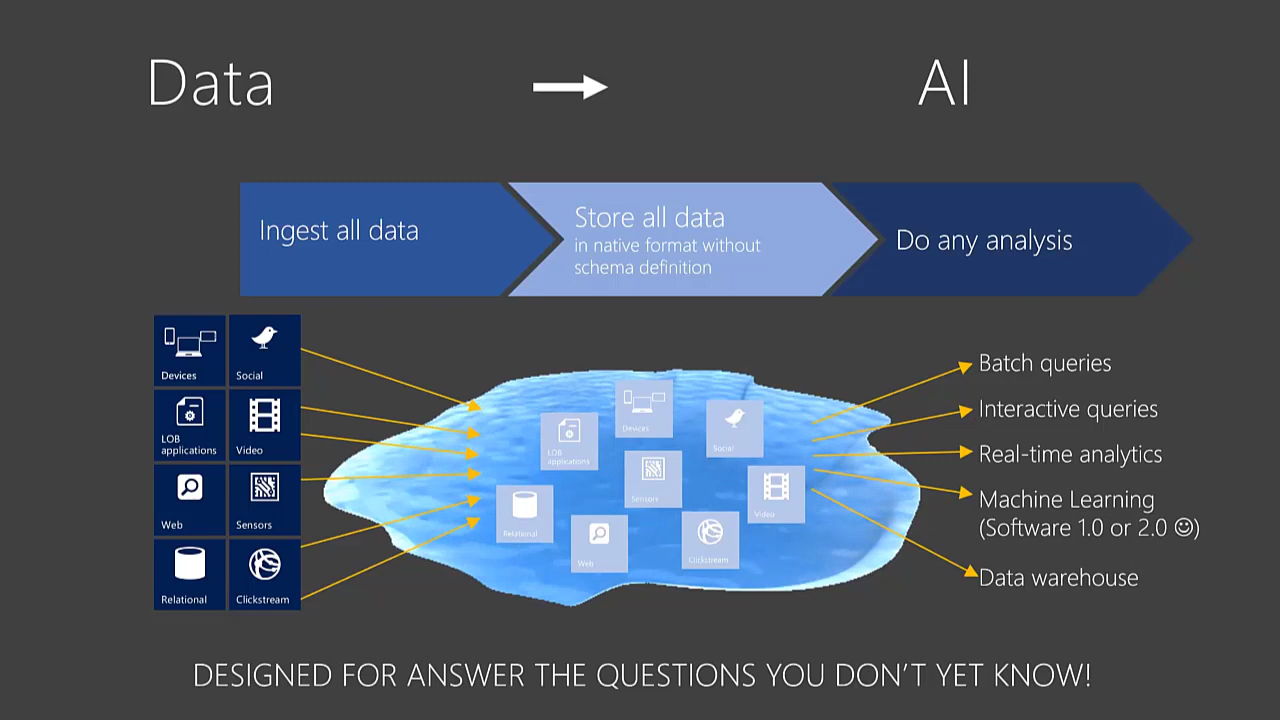 Data
AI
Ingest all data
Store all data
in native format without
schema definition
Do any analysis
Devices
Social
LOB
applications
Video
Web
Sensors
Relational
Clickstream
Devices
LOB
applications
Social
Sensors
Video
Relational
Web
Clickstream
Batch queries
Interactive queries
Real-time analytics
Machine Learning
(Software 1.0 or 2.0 ☺)
Data warehouse
DESIGNED FOR ANSWER THE QUESTIONS YOU DON'T YET KNOW!